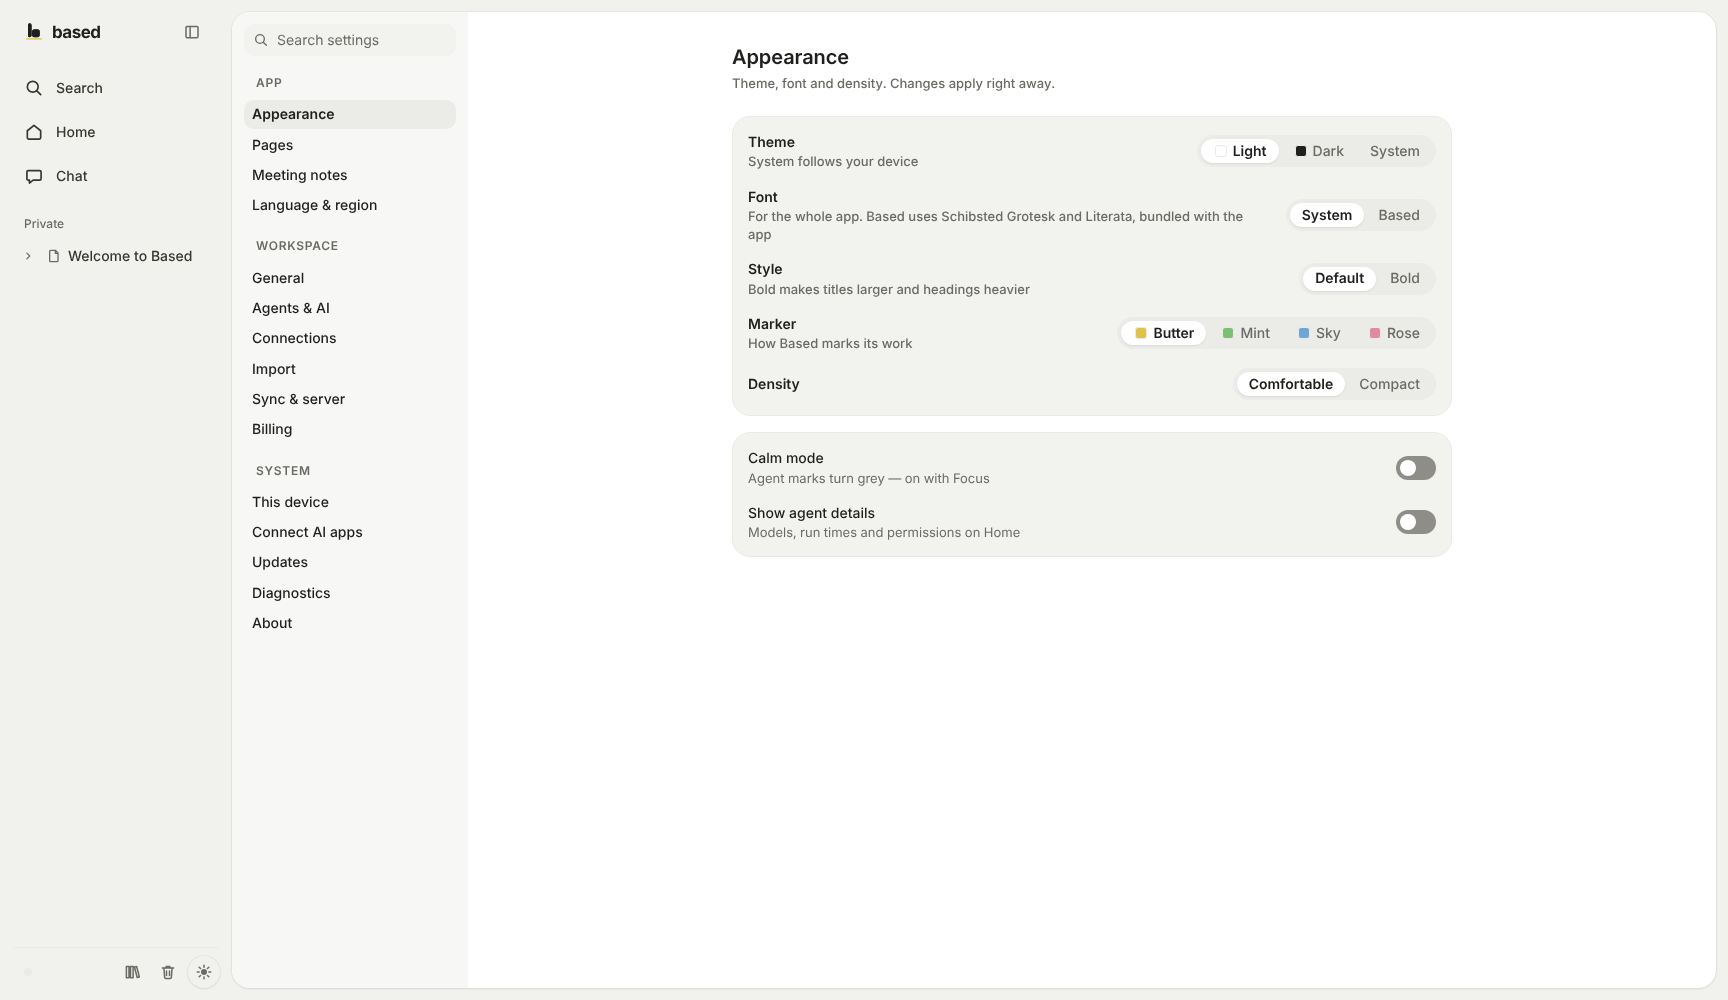 based
Search
Home
Chat
Private
Welcome to Based
Search settings
APP
Appearance
Pages
Meeting notes
Language & region
WORKSPACE
General
Agents & AI
Connections
Import
Sync & server
Billing
SYSTEM
This device
Connect AI apps
Updates
Diagnostics
About
Appearance
Theme, font and density. Changes apply right away.
Theme
System follows your device
Light Dark System
Font
For the whole app. Based uses Schibsted Grotesk and Literata, bundled with the
app
System Based
Style
Bold makes titles larger and headings heavier
Default Bold
Marker
How Based marks its work
Butter Mint Sky Rose
Density
Comfortable Compact
Calm mode
Agent marks turn grey — on with Focus
Show agent details
Models, run times and permissions on Home